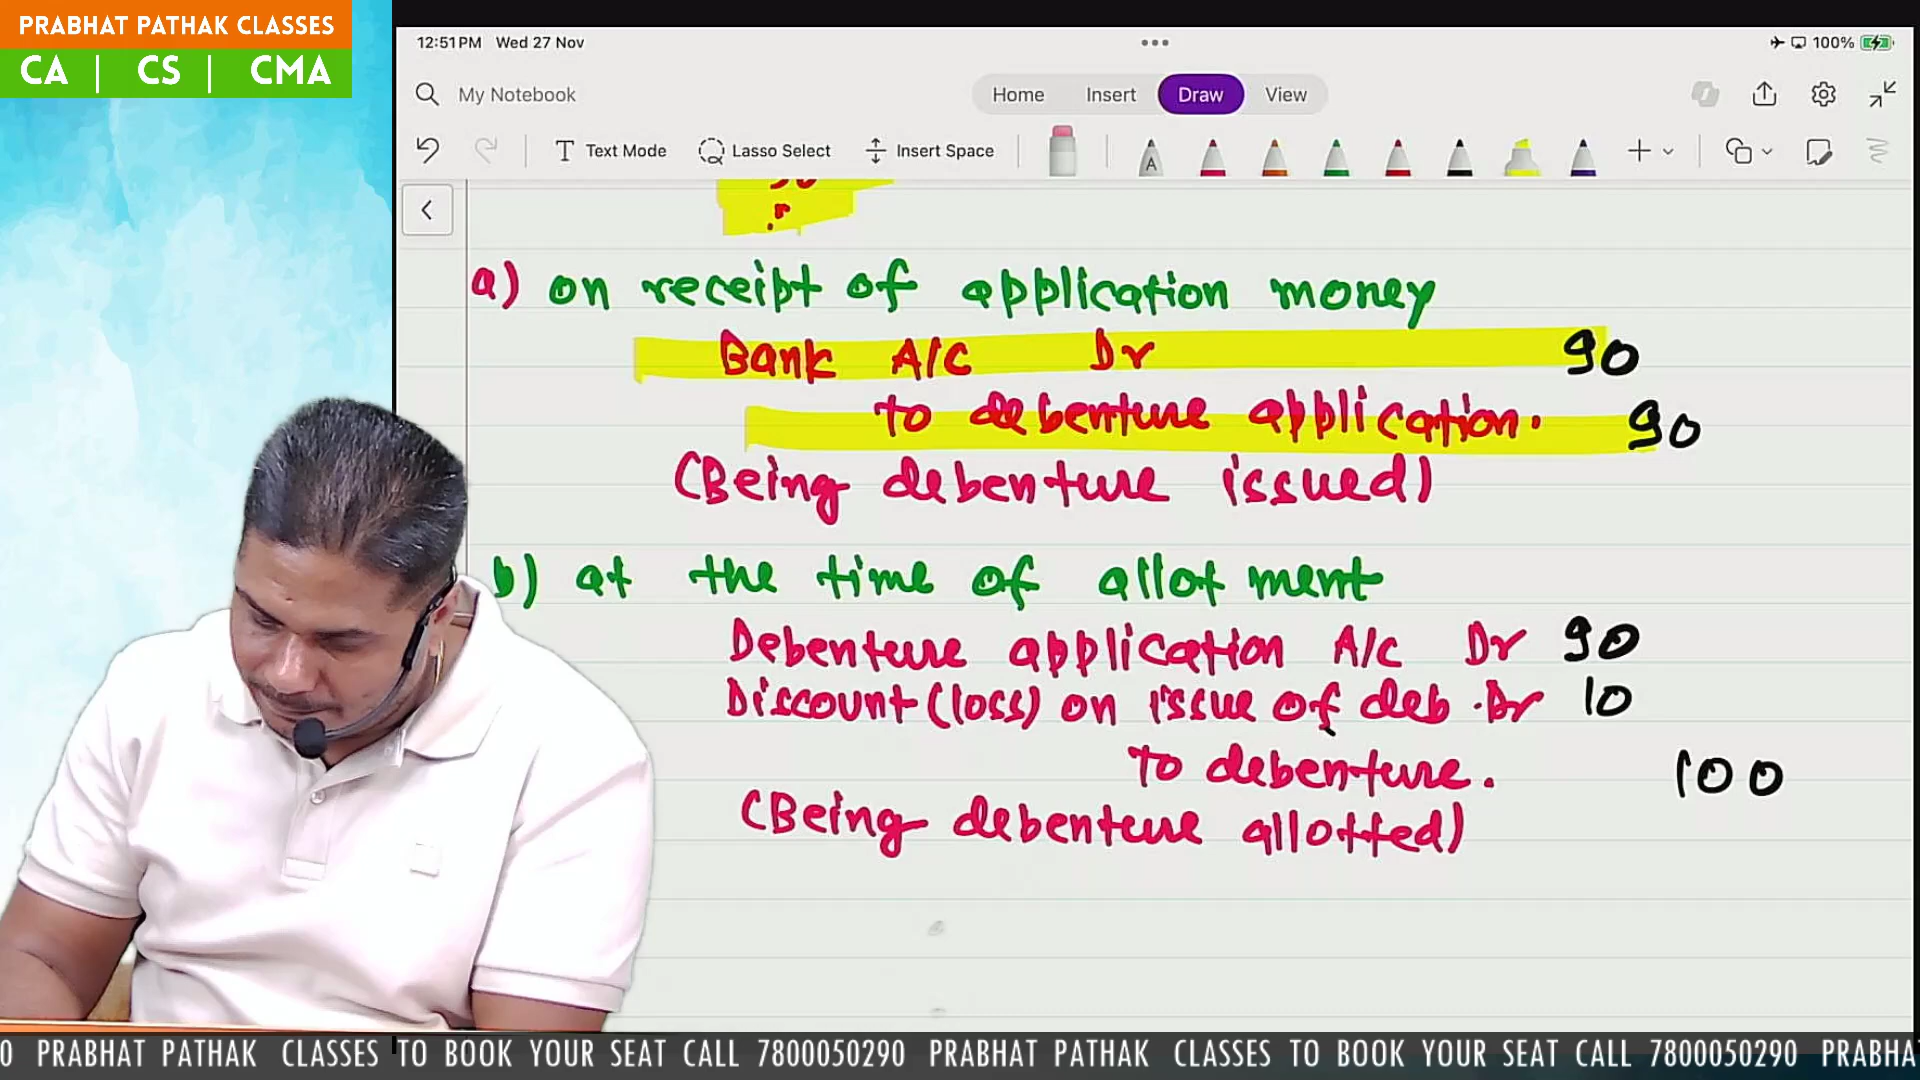 PRABHAT PATHAK CLASSES
CA | CS | CMA
12:51 PM Wed 27 Nov
100%
My Notebook
Home Insert Draw View
Text Mode Lasso Select Insert Space
A
a) on receipt of application money
Bank A/C Dr 90
to debenture application. 90
(Being debenture issued)
b) at the time of allotment
Debenture application A/c Dr 90
Discount (loss) on issue of deb. Dr 10
to debenture. 100
(Being debenture allotted)
0 PRABHAT PATHAK CLASSES TO BOOK YOUR SEAT CALL 7800050290 PRABHAT PATHAK CLASSES TO BOOK YOUR SEAT CALL 7800050290 PRABHA